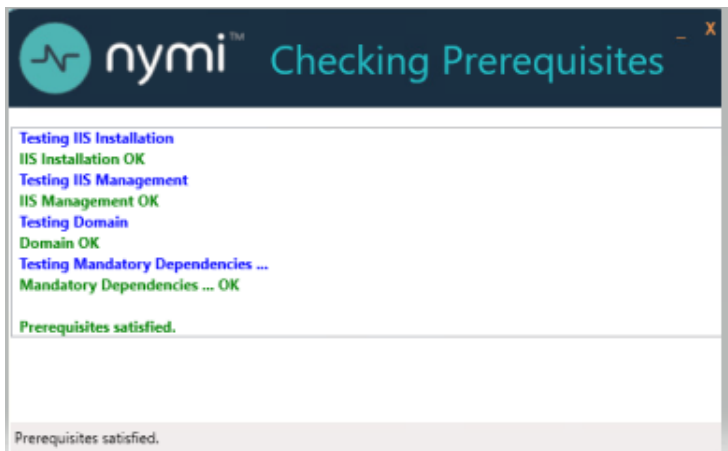 nymi™ Checking Prerequisites
_ X
Testing IIS Installation
IIS Installation OK
Testing IIS Management
IIS Management OK
Testing Domain
Domain OK
Testing Mandatory Dependencies ...
Mandatory Dependencies ... OK
Prerequisites satisfied.
Prerequisites satisfied.